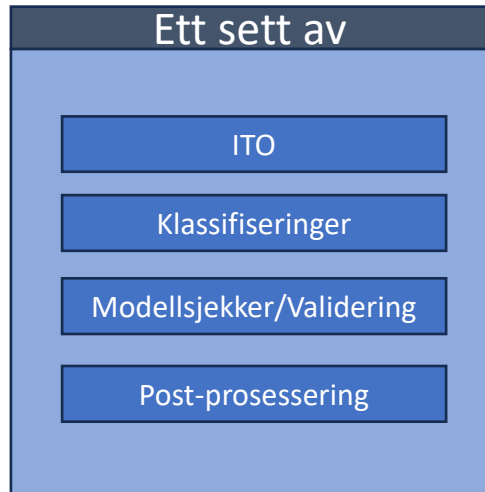 Ett sett av
ITO
Klassifiseringer
Modellsjekker/Validering
Post-prosessering